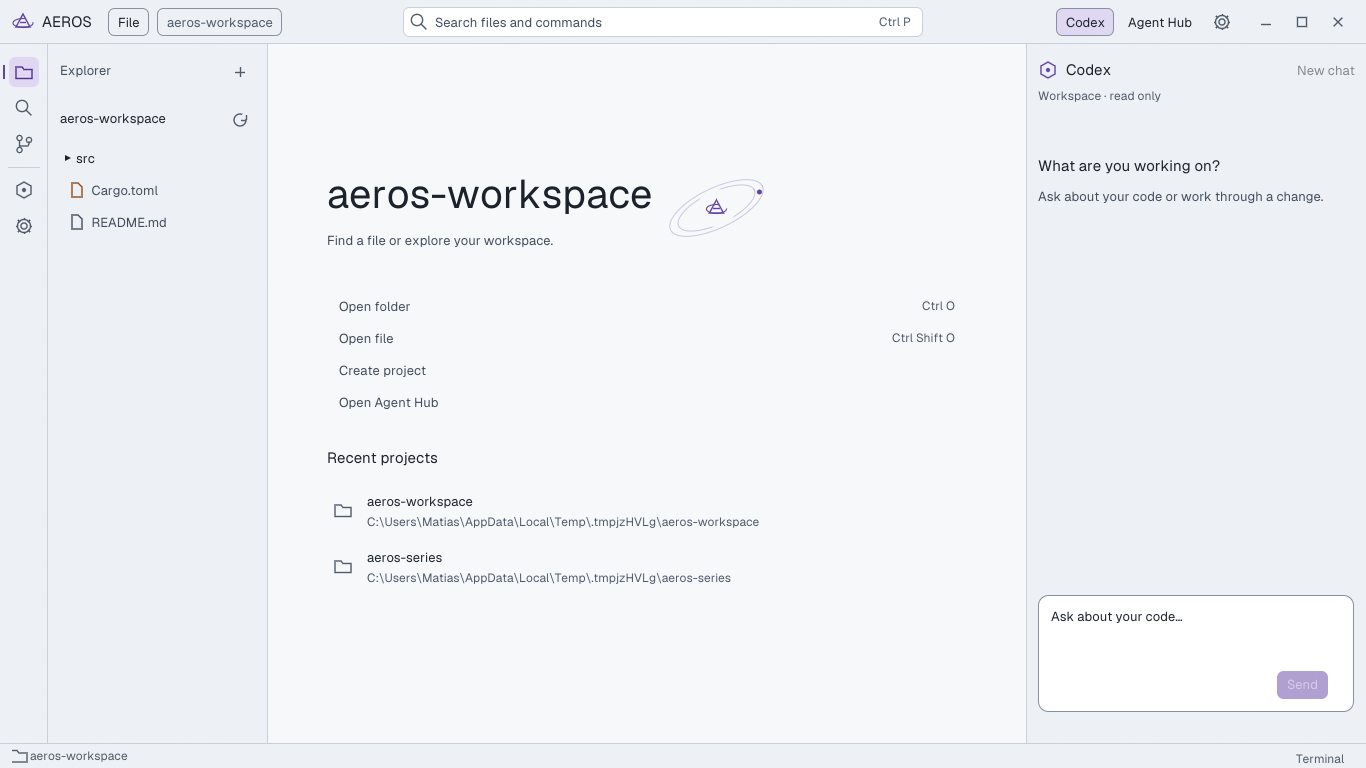 AEROS File aeros-workspace Search files and commands Ctrl P Codex Agent Hub
Explorer
aeros-workspace
src
Cargo.toml
README.md
aeros-workspace
Find a file or explore your workspace.
Open folder Ctrl O
Open file Ctrl Shift O
Create project
Open Agent Hub
Recent projects
aeros-workspace
C:\Users\Matias\AppData\Local\Temp\.tmpjzHVLg\aeros-workspace
aeros-series
C:\Users\Matias\AppData\Local\Temp\.tmpjzHVLg\aeros-series
Codex New chat
Workspace · read only
What are you working on?
Ask about your code or work through a change.
Ask about your code…
Send
aeros-workspace Terminal